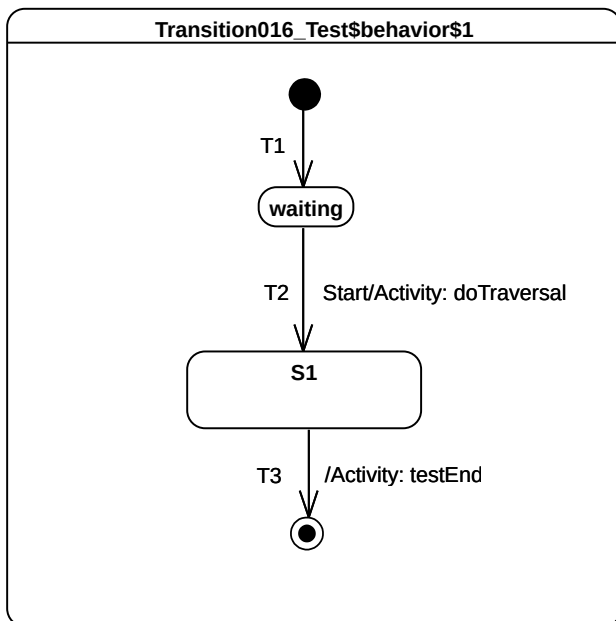 Transition016_Test$behavior$1
T1
waiting
T2 Start/Activity: doTraversal
S1
T3 /Activity: testEnd